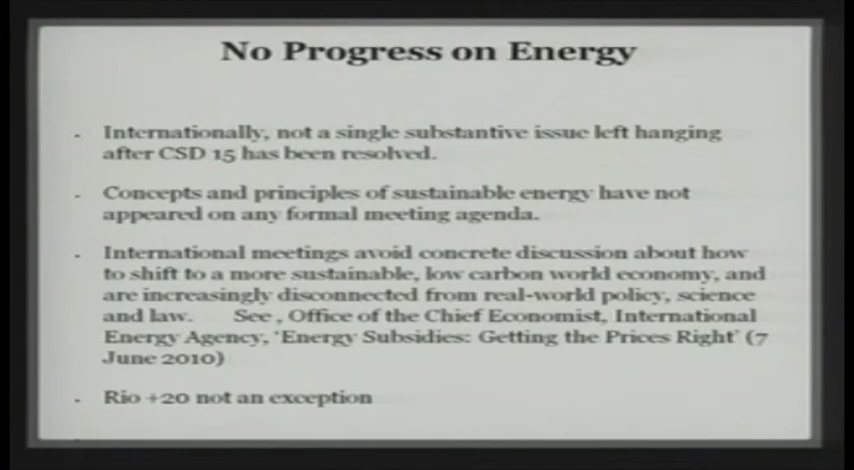 No Progress on Energy
. Internationally, not a single substantive issue left hanging
after CSD 15 has been resolved.
. Concepts and principles of sustainable energy have not
appeared on any formal meeting agenda.
. International meetings avoid concrete discussion about how
to shift to a more sustainable, low carbon world economy, and
are increasingly disconnected from real-world policy, science
and law. See , Office of the Chief Economist, International
Energy Agency, 'Energy Subsidies: Getting the Prices Right' (7
June 2010)
. Rio +20 not an exception
.